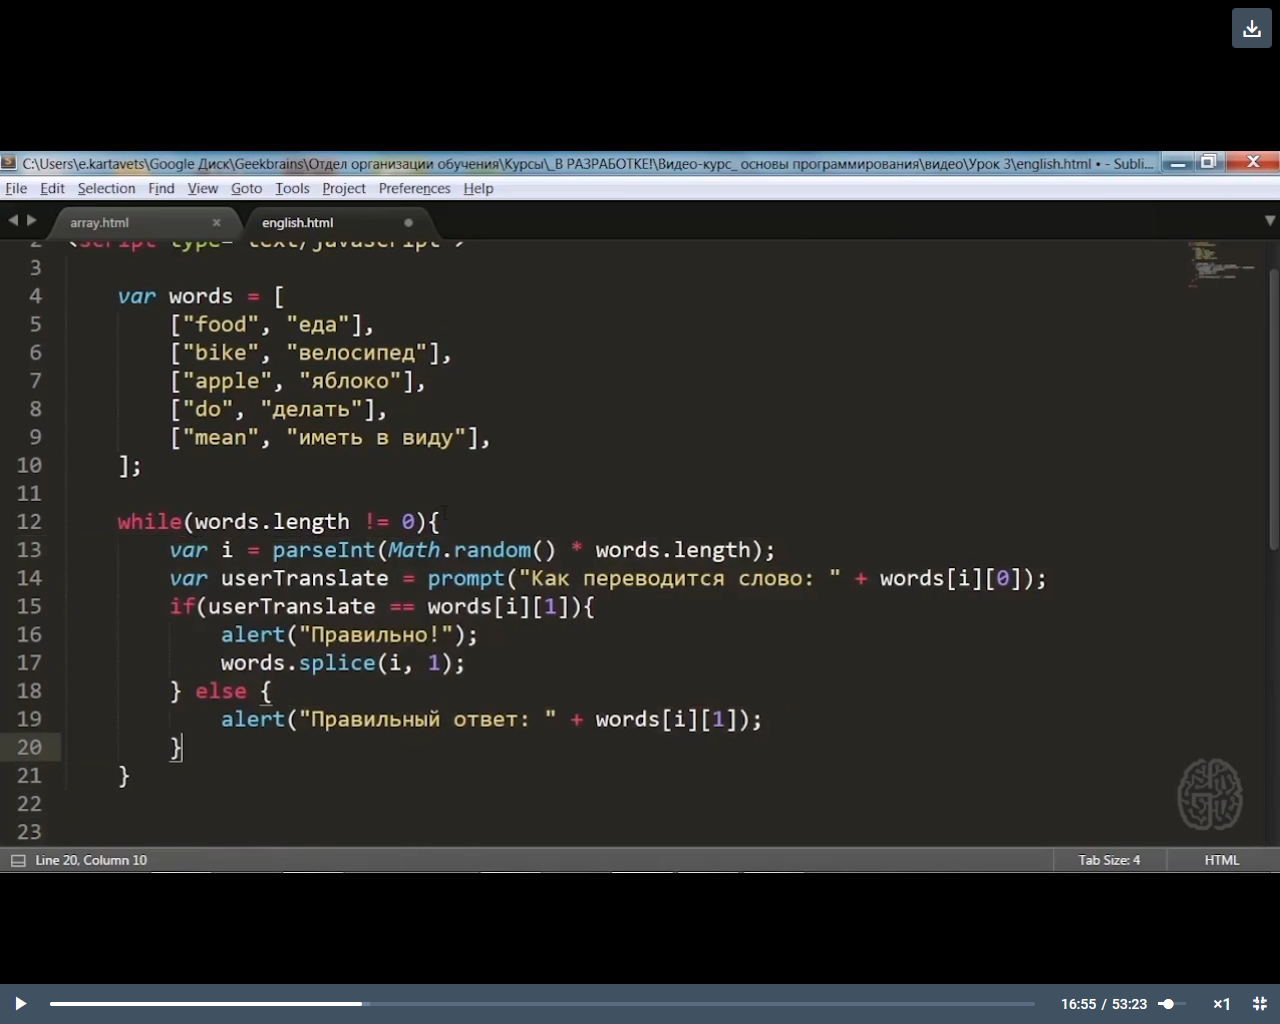 C:\Users\e.kartavets\Google Диск\Geekbrains\Отдел организации обучения\Курсы\_В РАЗРАБОТКЕ!\Видео-курс_ основы программирования\видео\Урок 3\english.html • - Subli...
File Edit Selection Find View Goto Tools Project Preferences Help
array.html × english.html
2 <script type="text/javascript">
3
4 var words = [
5 ["food", "еда"],
6 ["bike", "велосипед"],
7 ["apple", "яблоко"],
8 ["do", "делать"],
9 ["mean", "иметь в виду"],
10 ];
11
12 while(words.length != 0){
13 var i = parseInt(Math.random() * words.length);
14 var userTranslate = prompt("Как переводится слово: " + words[i][0]);
15 if(userTranslate == words[i][1]){
16 alert("Правильно!");
17 words.splice(i, 1);
18 } else {
19 alert("Правильный ответ: " + words[i][1]);
20 }
21 }
22
23
Line 20, Column 10 Tab Size: 4 HTML
16:55 / 53:23 ×1